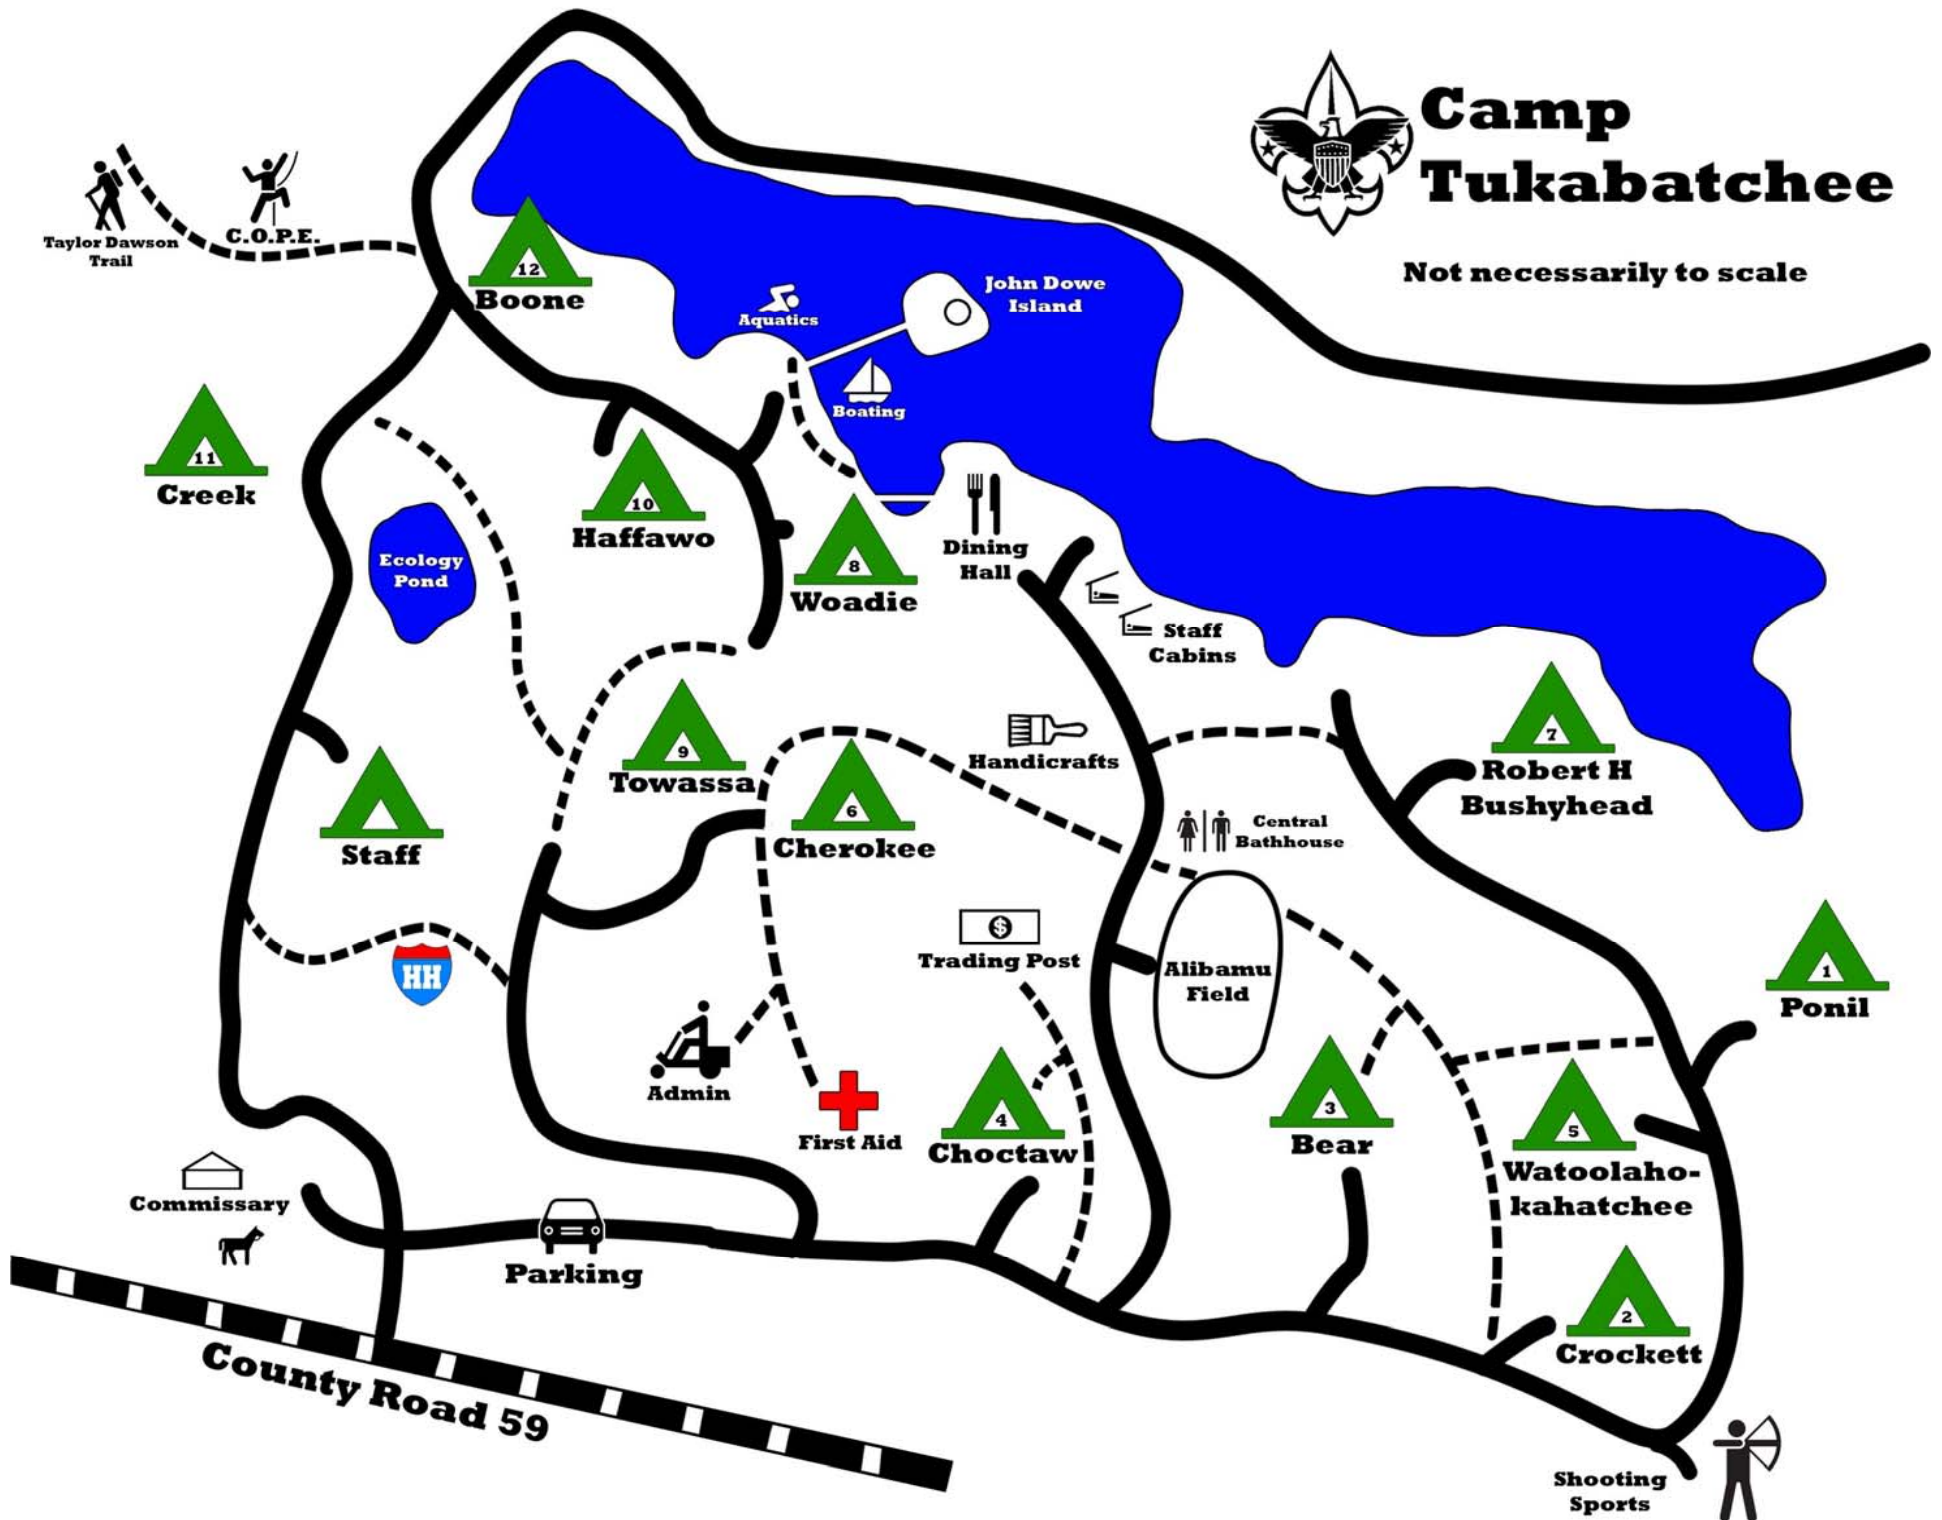 Camp
Tukabatchee
Not necessarily to scale
Taylor Dawson
Trail
C.O.P.E.
12
Boone
Aquatics
John Dowe
Island
Boating
11
Creek
10
Haffawo
Ecology
Pond
8
Woadie
Dining
Hall
Staff
Cabins
9
Towassa
Handicrafts
7
Robert H
Bushyhead
Staff
6
Cherokee
Central
Bathhouse
HH
$
Trading Post
Alibamu
Field
1
Ponil
Admin
First Aid
4
Choctaw
3
Bear
5
Watoolaho-
kahatchee
Commissary
Parking
2
Crockett
County Road 59
Shooting
Sports